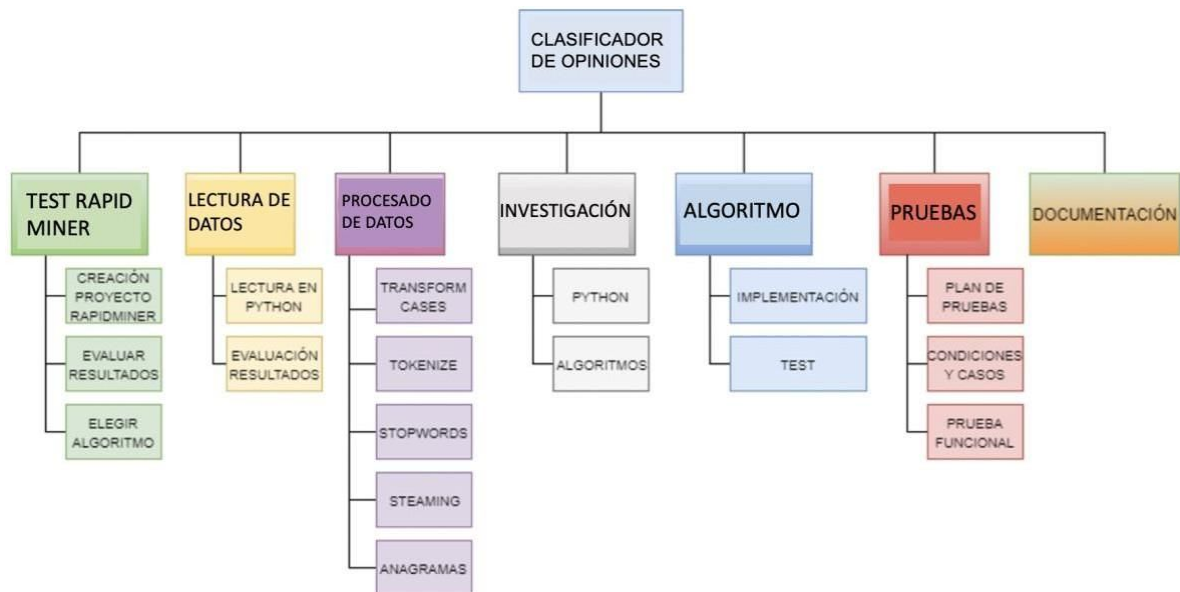 CLASIFICADOR
DE OPINIONES
TEST RAPID
MINER
CREACIÓN
PROYECTO
RAPIDMINER
EVALUAR
RESULTADOS
ELEGIR
ALGORITMO
LECTURA DE
DATOS
LECTURA EN
PYTHON
EVALUACIÓN
RESULTADOS
PROCESADO
DE DATOS
TRANSFORM
CASES
TOKENIZE
STOPWORDS
STEAMING
ANAGRAMAS
INVESTIGACIÓN
PYTHON
ALGORITMOS
ALGORITMO
IMPLEMENTACIÓN
TEST
PRUEBAS
PLAN DE
PRUEBAS
CONDICIONES
Y CASOS
PRUEBA
FUNCIONAL
DOCUMENTACIÓN